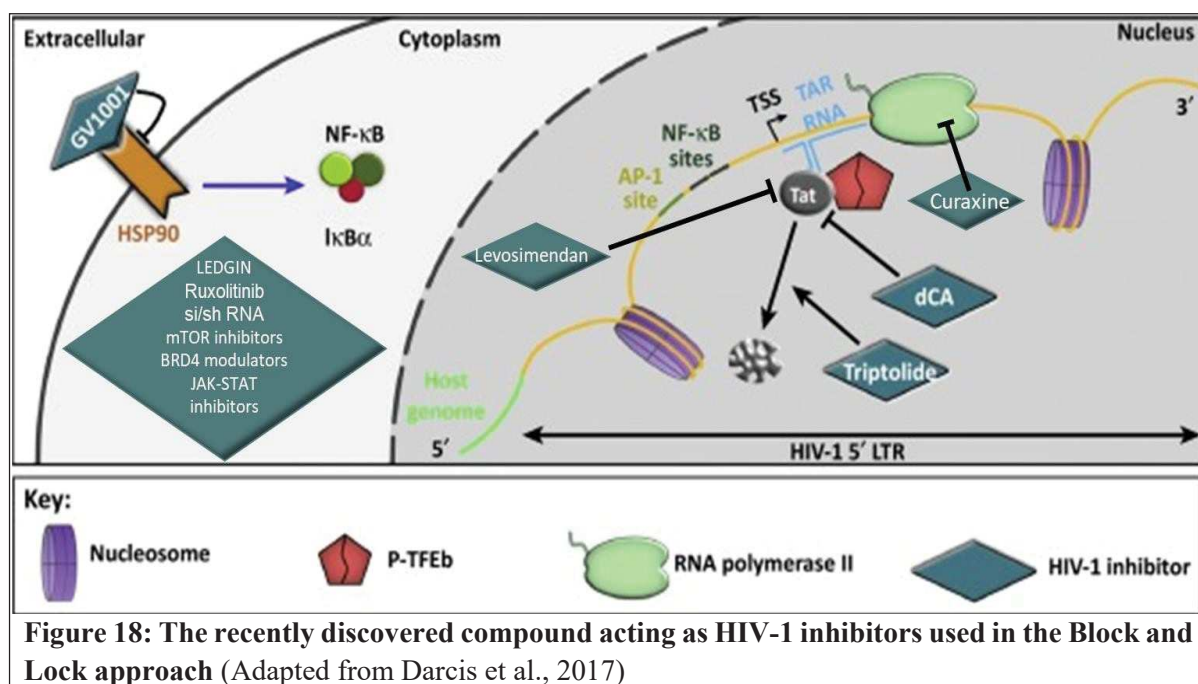 Extracellular
Cytoplasm
Nucleus
GV1001
HSP90
NF-κB
IκBα
LEDGIN
Ruxolitinib
si/sh RNA
mTOR inhibitors
BRD4 modulators
JAK-STAT
inhibitors
TSS
TAR
RNA
3′
NF-κB
sites
AP-1
site
Tat
Curaxine
Levosimendan
dCA
Triptolide
Host
genome
5′
HIV-1 5′ LTR
Key:
Nucleosome
P-TFEb
RNA polymerase II
HIV-1 inhibitor
Figure 18: The recently discovered compound acting as HIV-1 inhibitors used in the Block and
Lock approach (Adapted from Darcis et al., 2017)